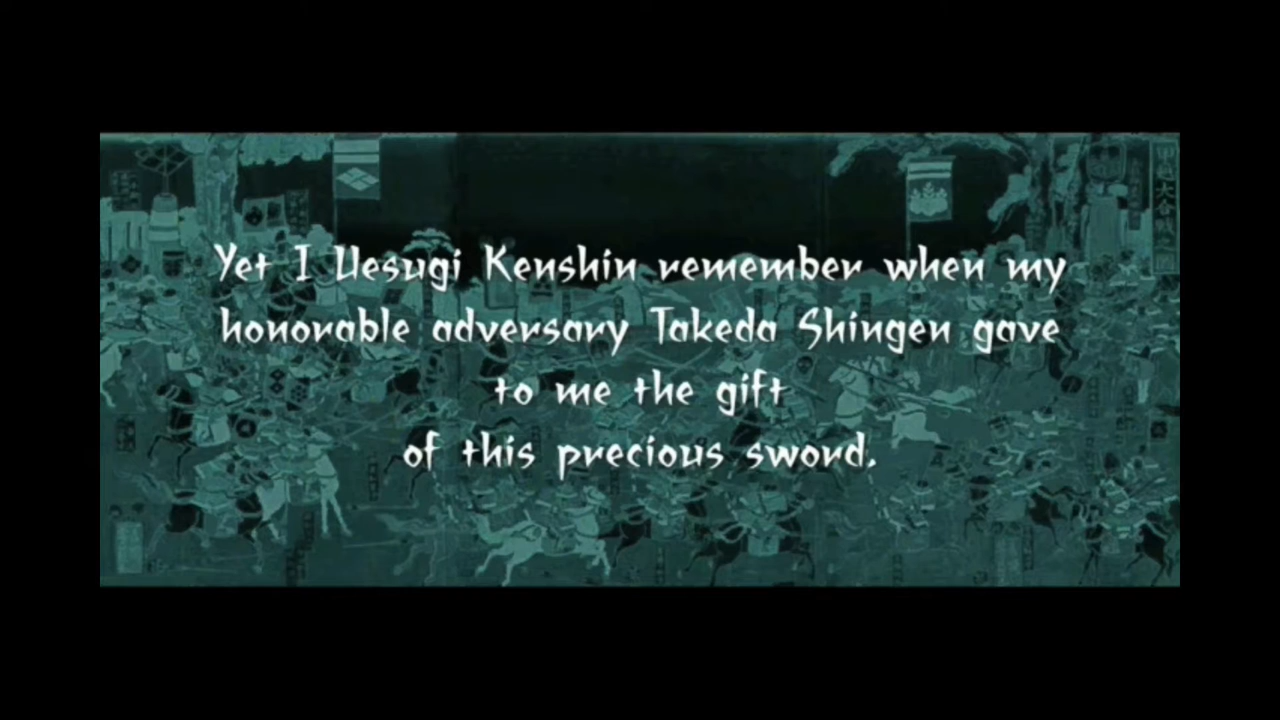 Yet I Uesugi Kenshin remember when my
honorable adversary Takeda Shingen gave
to me the gift
of this precious sword.